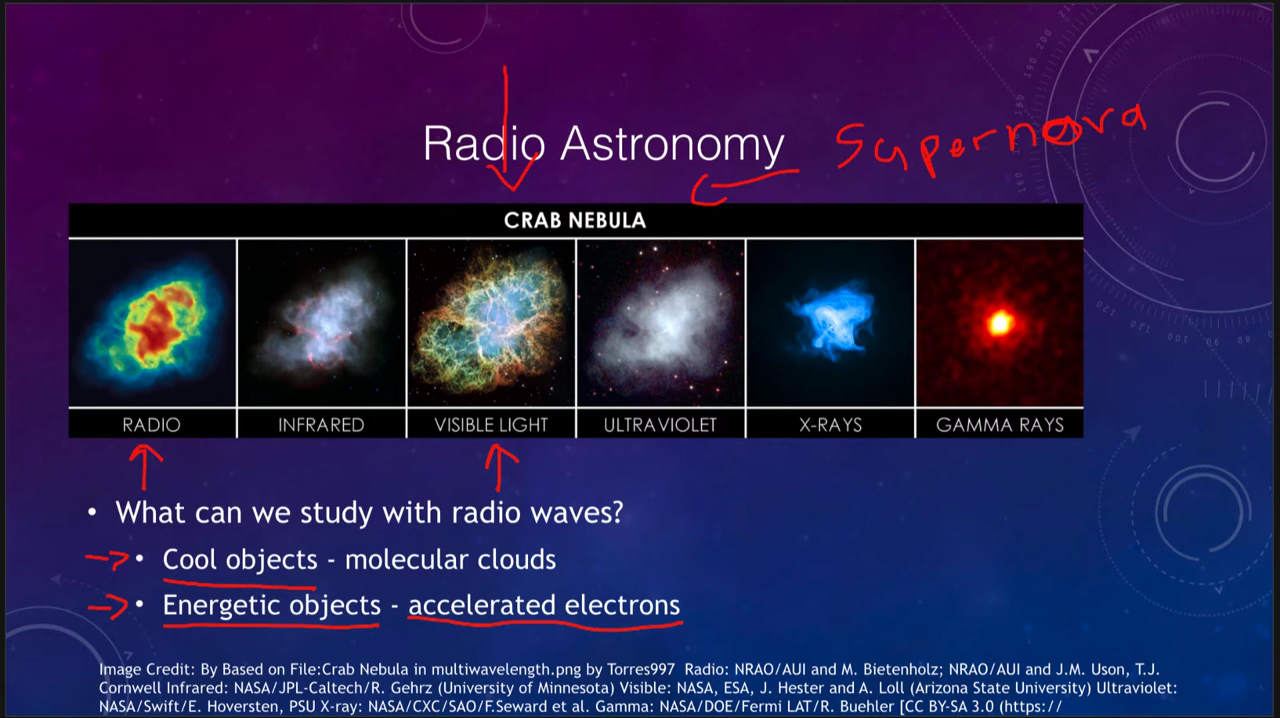 Radio Astronomy
Supernova
CRAB NEBULA
RADIO
INFRARED
VISIBLE LIGHT
ULTRAVIOLET
X-RAYS
GAMMA RAYS
• What can we study with radio waves?
• Cool objects - molecular clouds
• Energetic objects - accelerated electrons
Image Credit: By Based on File:Crab Nebula in multiwavelength.png by Torres997 Radio: NRAO/AUI and M. Bietenholz; NRAO/AUI and J.M. Uson, T.J.
Cornwell Infrared: NASA/JPL-Caltech/R. Gehrz (University of Minnesota) Visible: NASA, ESA, J. Hester and A. Loll (Arizona State University) Ultraviolet:
NASA/Swift/E. Hoversten, PSU X-ray: NASA/CXC/SAO/F.Seward et al. Gamma: NASA/DOE/Fermi LAT/R. Buehler [CC BY-SA 3.0 (https://